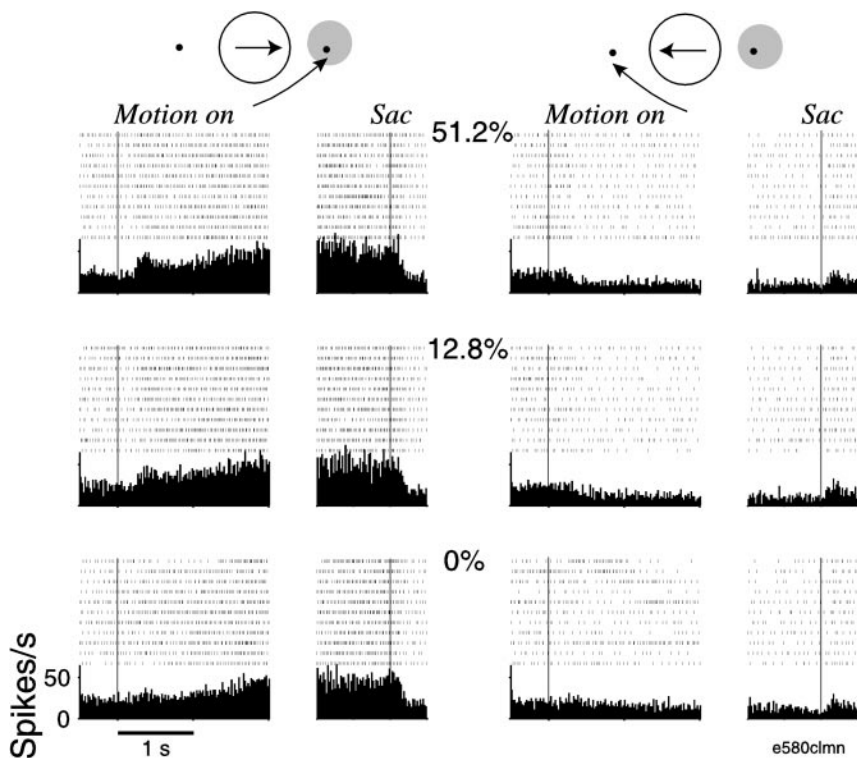 Motion on
Sac
51.2%
Motion on
Sac
12.8%
0%
Spikes/s
50
0
1 s
e580clmn